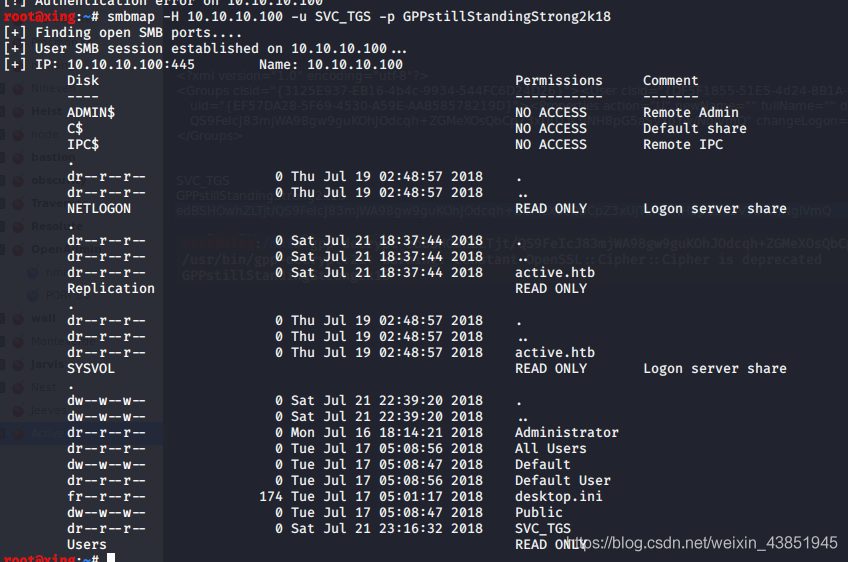 [!] Authentication error on 10.10.10.100
root@xing:~# smbmap -H 10.10.10.100 -u SVC_TGS -p GPPstillStandingStrong2k18
[+] Finding open SMB ports....
[+] User SMB session established on 10.10.10.100...
[+] IP: 10.10.10.100:445 Name: 10.10.10.100
Disk Permissions Comment
---- ----------- -------
ADMIN$ NO ACCESS Remote Admin
C$ NO ACCESS Default share
IPC$ NO ACCESS Remote IPC
.
dr--r--r-- 0 Thu Jul 19 02:48:57 2018 .
dr--r--r-- 0 Thu Jul 19 02:48:57 2018 ..
NETLOGON READ ONLY Logon server share
.
dr--r--r-- 0 Sat Jul 21 18:37:44 2018 .
dr--r--r-- 0 Sat Jul 21 18:37:44 2018 ..
dr--r--r-- 0 Sat Jul 21 18:37:44 2018 active.htb
Replication READ ONLY
.
dr--r--r-- 0 Thu Jul 19 02:48:57 2018 .
dr--r--r-- 0 Thu Jul 19 02:48:57 2018 ..
dr--r--r-- 0 Thu Jul 19 02:48:57 2018 active.htb
SYSVOL READ ONLY Logon server share
.
dw--w--w-- 0 Sat Jul 21 22:39:20 2018 .
dw--w--w-- 0 Sat Jul 21 22:39:20 2018 ..
dr--r--r-- 0 Mon Jul 16 18:14:21 2018 Administrator
dr--r--r-- 0 Tue Jul 17 05:08:56 2018 All Users
dw--w--w-- 0 Tue Jul 17 05:08:47 2018 Default
dr--r--r-- 0 Tue Jul 17 05:08:56 2018 Default User
fr--r--r-- 174 Tue Jul 17 05:01:17 2018 desktop.ini
dw--w--w-- 0 Tue Jul 17 05:08:47 2018 Public
dr--r--r-- 0 Sat Jul 21 23:16:32 2018 SVC_TGS
Users READ ONLY
https://blog.csdn.net/weixin_43851945
root@xing:~#